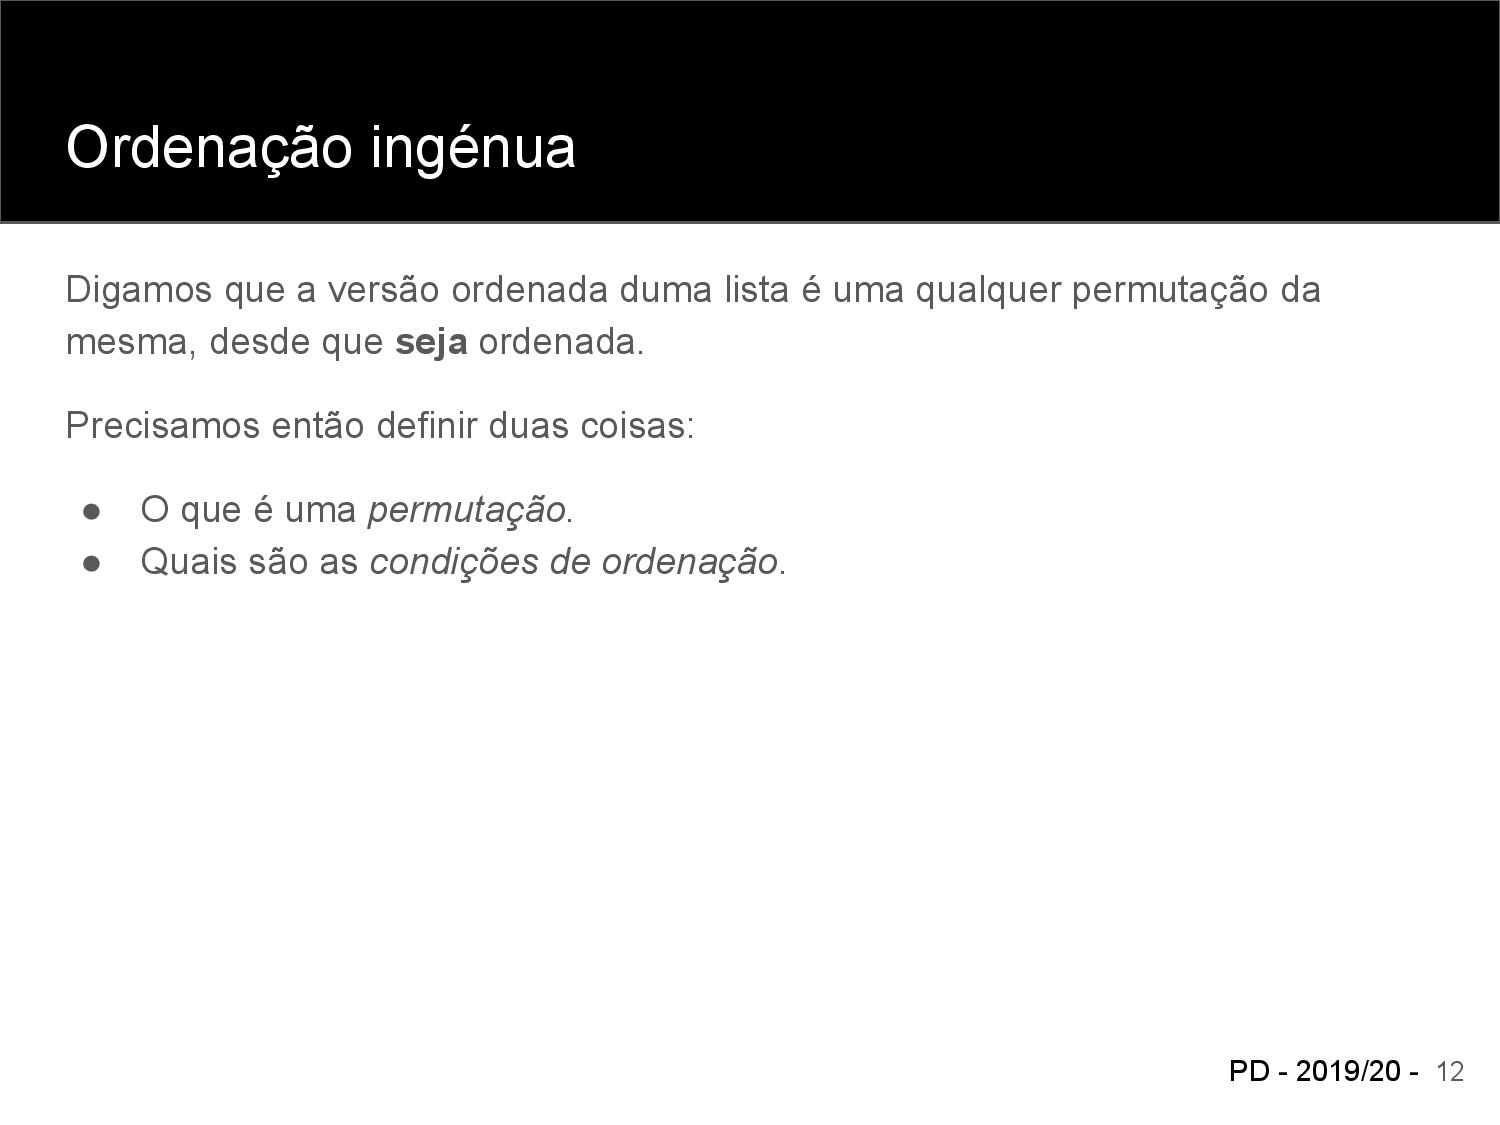 Ordenação ingénua
Digamos que a versão ordenada duma lista é uma qualquer permutação da
mesma, desde que seja ordenada.
Precisamos então definir duas coisas:
● O que é uma permutação.
● Quais são as condições de ordenação.
PD - 2019/20 - 12